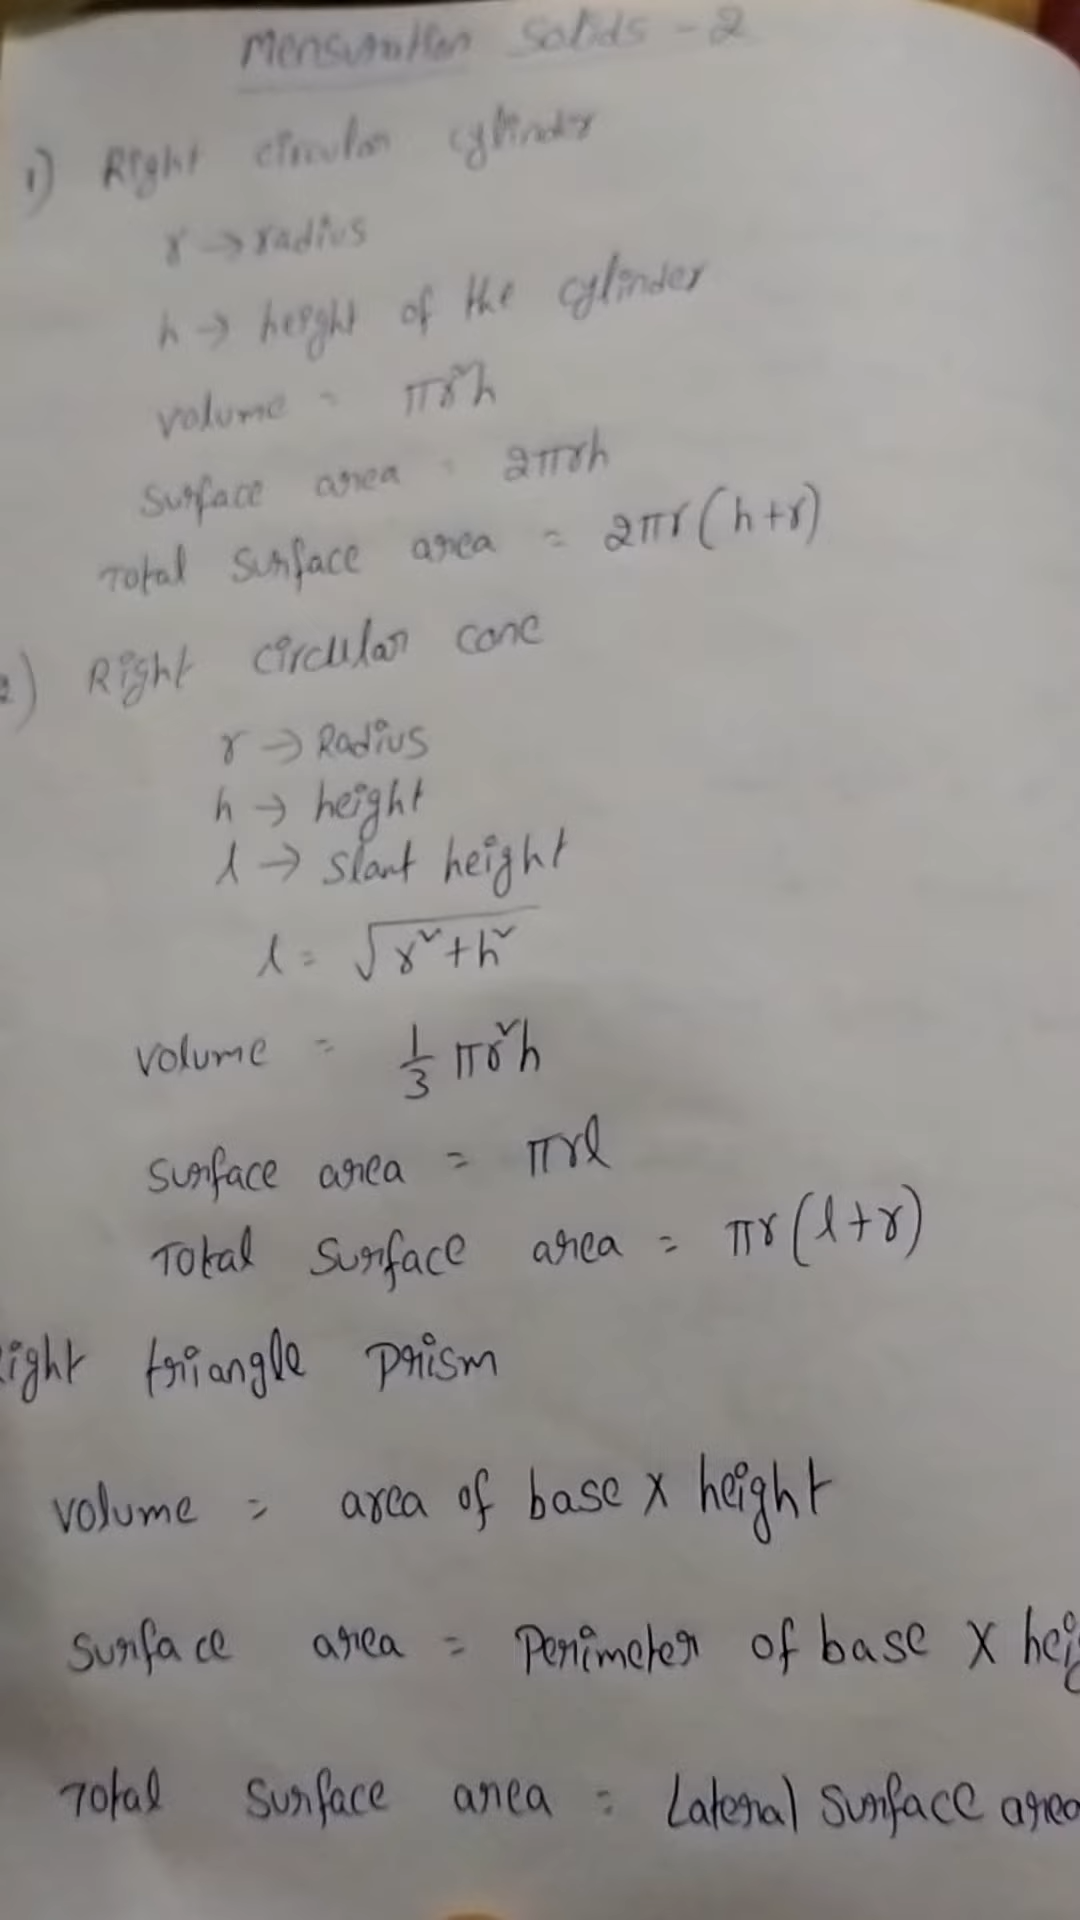 Mensuration Solids - 2
1) Right circular cylinder
r → radius
h → height of the cylinder
volume = πr²h
Surface area = 2πrh
Total Surface area = 2πr(h+r)
2) Right circular cone
r → Radius
h → height
l → slant height
l = √r²+h²
volume = 1/3 πr²h
Surface area = πrl
Total Surface area = πr(l+r)
ight triangle Prism
volume = area of base x height
Surface area = Perimeter of base x hei
Total Surface area = Lateral Surface area